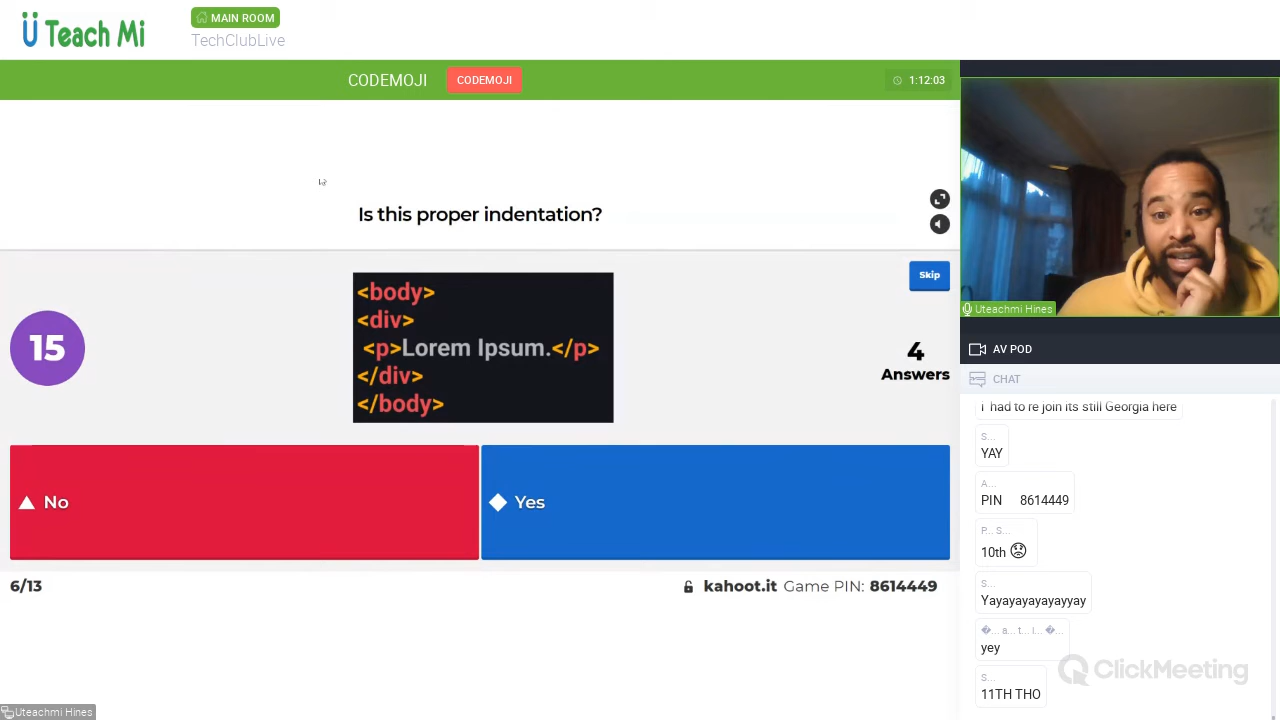 Ü Teach Mi
MAIN ROOM
TechClubLive
CODEMOJI
CODEMOJI
1:12:03
Is this proper indentation?
Skip
15
<body>
<div>
<p>Lorem Ipsum.</p>
</div>
</body>
4
Answers
No
Yes
6/13
kahoot.it Game PIN: 8614449
Uteachmi Hines
Uteachmi Hines
AV POD
CHAT
I had to re join its still Georgia here
S...
YAY
A...
PIN 8614449
P... S...
10th 😟
S...
Yayayayayayayyay
�... a... t... i... �...
yey
S...
11TH THO
ClickMeeting